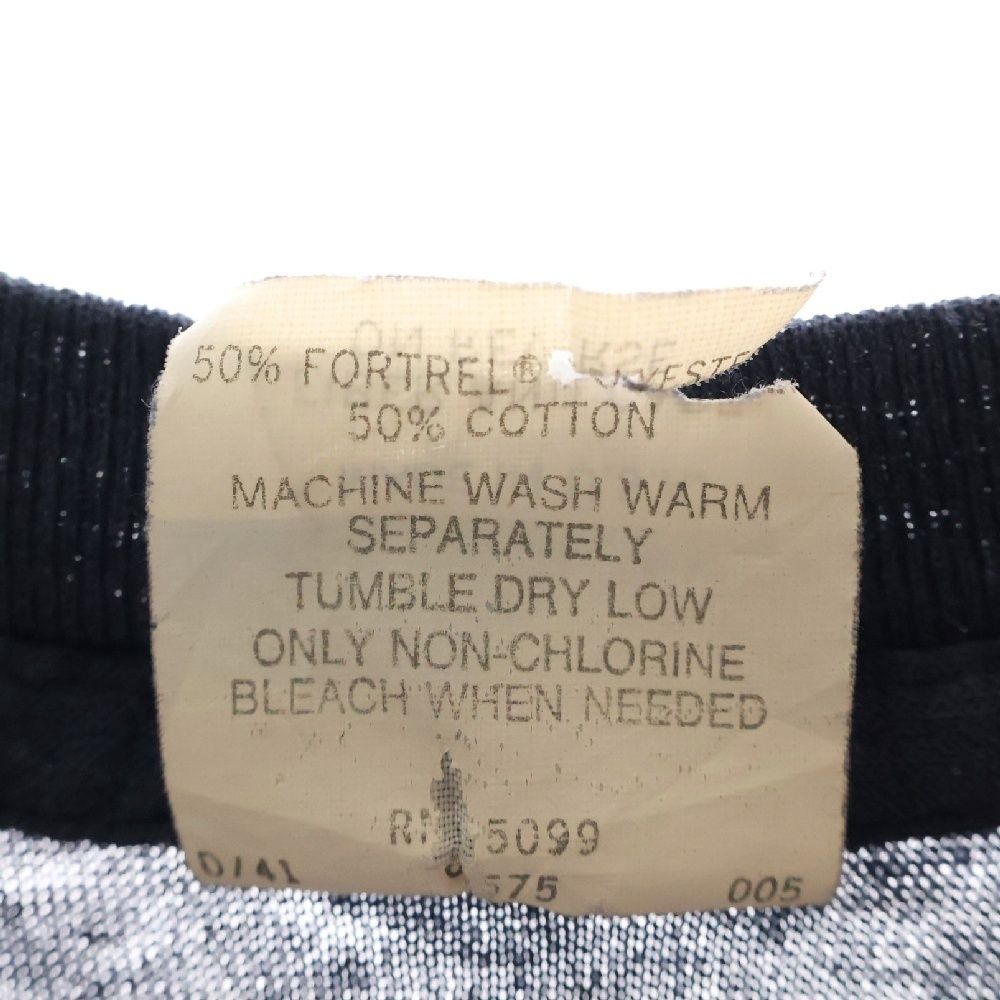 50% FORTREL®
50% COTTON
MACHINE WASH WARM
SEPARATELY
TUMBLE DRY LOW
ONLY NON-CHLORINE
BLEACH WHEN NEEDED
5099
D/41 575 005